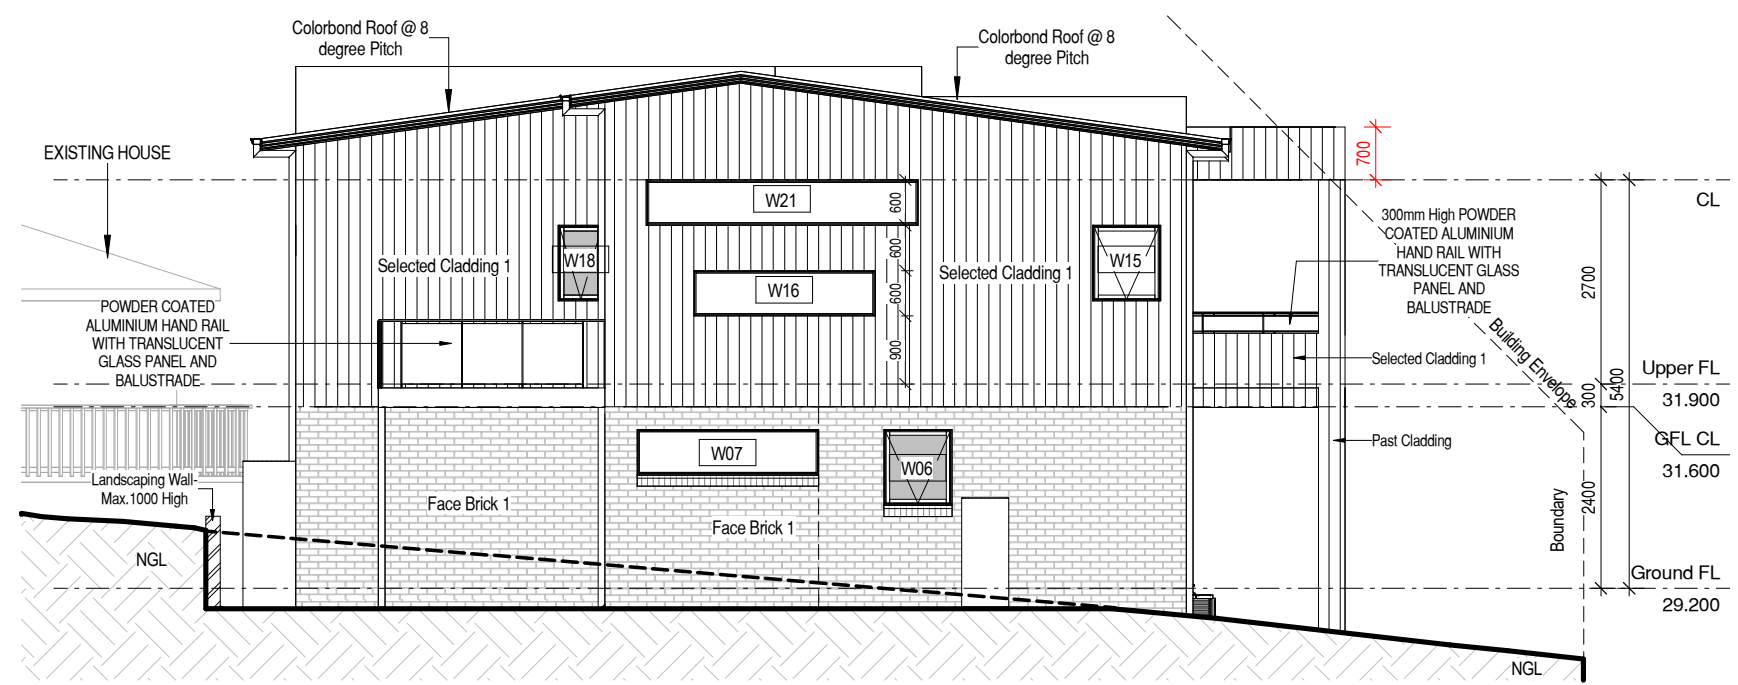 Colorbond Roof @ 8
degree Pitch
Colorbond Roof @ 8
degree Pitch
EXISTING HOUSE
700
CL
W21
600
300mm High POWDER
COATED ALUMINIUM
HAND RAIL WITH
TRANSLUCENT GLASS
PANEL AND
BALUSTRADE
W18
Selected Cladding 1
600
Selected Cladding 1
W15
W16
600
2700
POWDER COATED
ALUMINIUM HAND RAIL
WITH TRANSLUCENT
GLASS PANEL AND
BALUSTRADE
900
Building Envelope
Selected Cladding 1
Upper FL
31.900
300
5400
GFL CL
31.600
Past Cladding
W07
W06
Landscaping Wall-
Max.1000 High
Face Brick 1
Face Brick 1
2400
Boundary
NGL
Ground FL
29.200
NGL